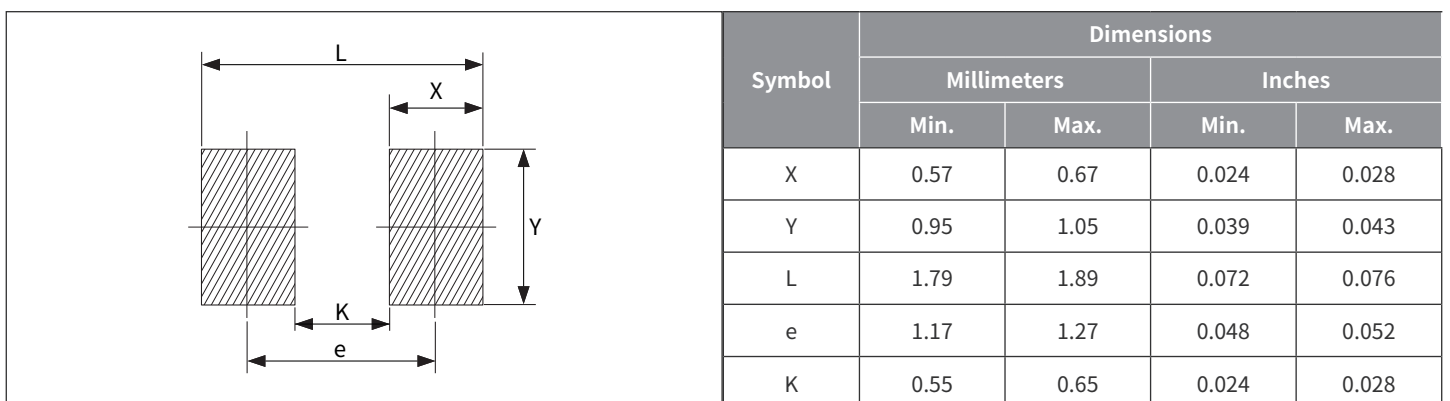 L
X
Y
K
e
Symbol Dimensions
Millimeters Inches
Min. Max. Min. Max.
X 0.57 0.67 0.024 0.028
Y 0.95 1.05 0.039 0.043
L 1.79 1.89 0.072 0.076
e 1.17 1.27 0.048 0.052
K 0.55 0.65 0.024 0.028